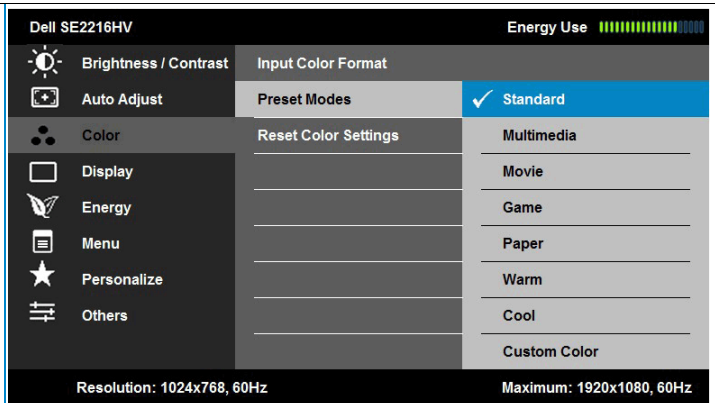 Dell SE2216HV Energy Use
Brightness / Contrast Input Color Format
Auto Adjust Preset Modes Standard
Color Reset Color Settings Multimedia
Display Movie
Energy Game
Menu Paper
Personalize Warm
Others Cool
Custom Color
Resolution: 1024x768, 60Hz Maximum: 1920x1080, 60Hz